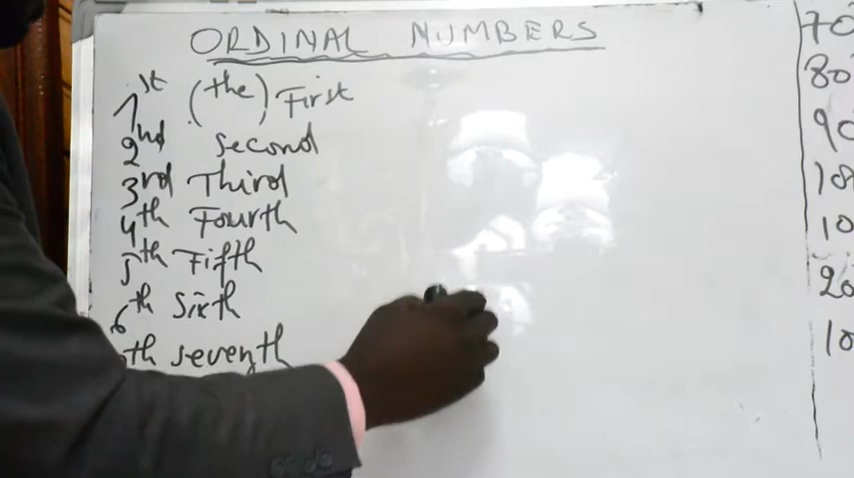 ORDINAL NUMBERS
1st (the) First
2nd second
3rd Third
4th Fourth
5th Fifth
6th Sixth
th seventh
70
80
90
10
10
20
10